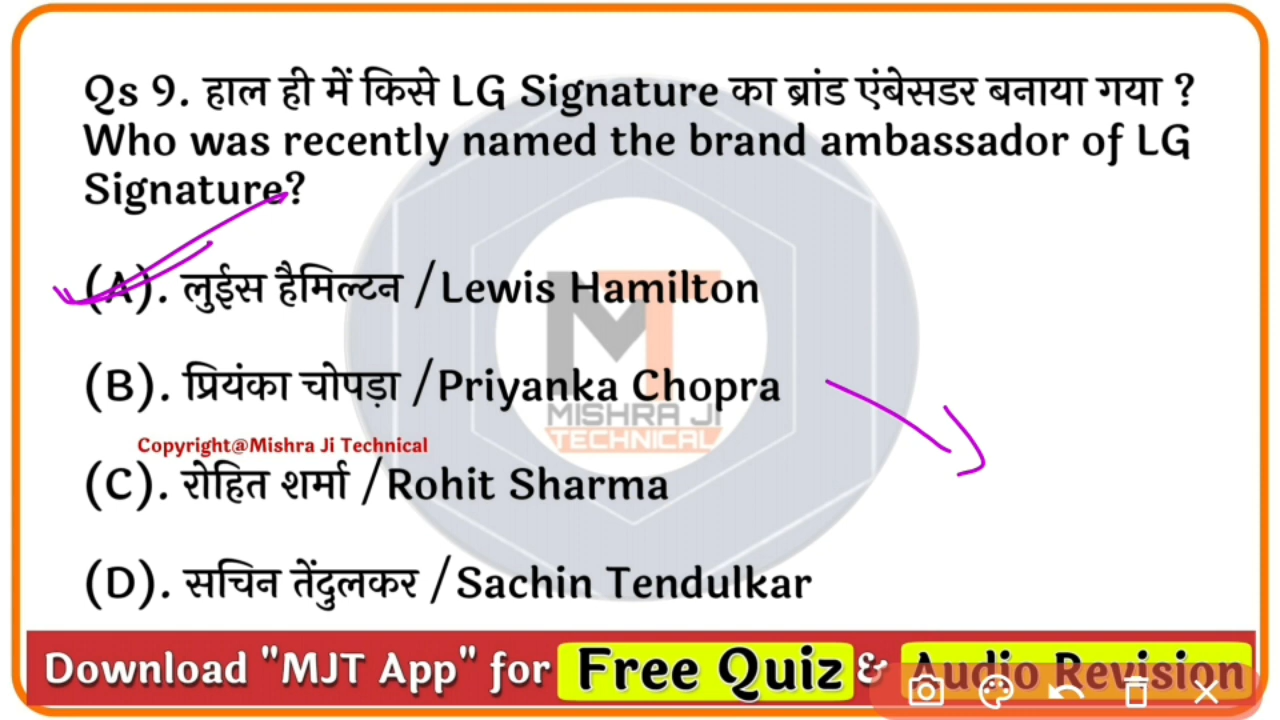 Qs 9. हाल ही में किसे LG Signature का ब्रांड एंबेसडर बनाया गया ?
Who was recently named the brand ambassador of LG
Signature?
(A). लुईस हैमिल्टन /Lewis Hamilton
(B). प्रियंका चोपड़ा /Priyanka Chopra
MISHRA JI
TECHNICAL
Copyright@Mishra Ji Technical
(C). रोहित शर्मा /Rohit Sharma
(D). सचिन तेंदुलकर /Sachin Tendulkar
Download "MJT App" for Free Quiz & Audio Revision